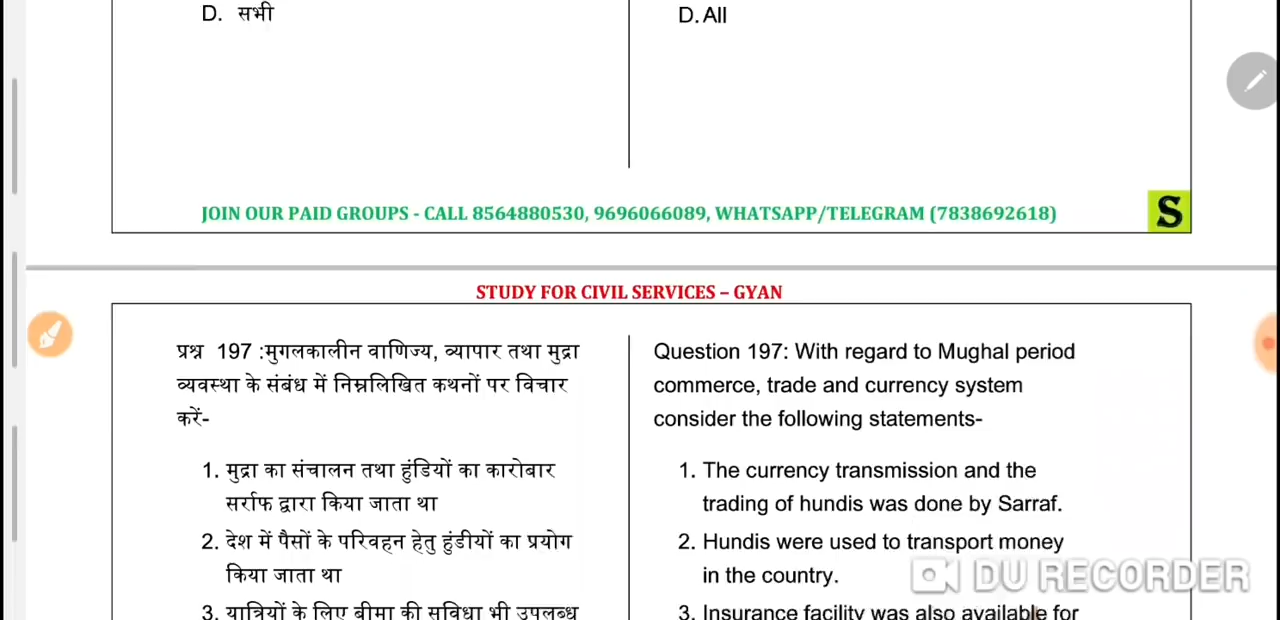 D. सभी
D. All
JOIN OUR PAID GROUPS - CALL 8564880530, 9696066089, WHATSAPP/TELEGRAM (7838692618)
S
STUDY FOR CIVIL SERVICES – GYAN
प्रश्न 197 :मुगलकालीन वाणिज्य, व्यापार तथा मुद्रा
व्यवस्था के संबंध में निम्नलिखित कथनों पर विचार
करें-
1. मुद्रा का संचालन तथा हुंडियों का कारोबार
सर्राफ द्वारा किया जाता था
2. देश में पैसों के परिवहन हेतु हुंडीयों का प्रयोग
किया जाता था
3. यात्रियों के लिए बीमा की सुविधा भी उपलब्ध
Question 197: With regard to Mughal period
commerce, trade and currency system
consider the following statements-
1. The currency transmission and the
trading of hundis was done by Sarraf.
2. Hundis were used to transport money
in the country.
3. Insurance facility was also available for
DU RECORDER